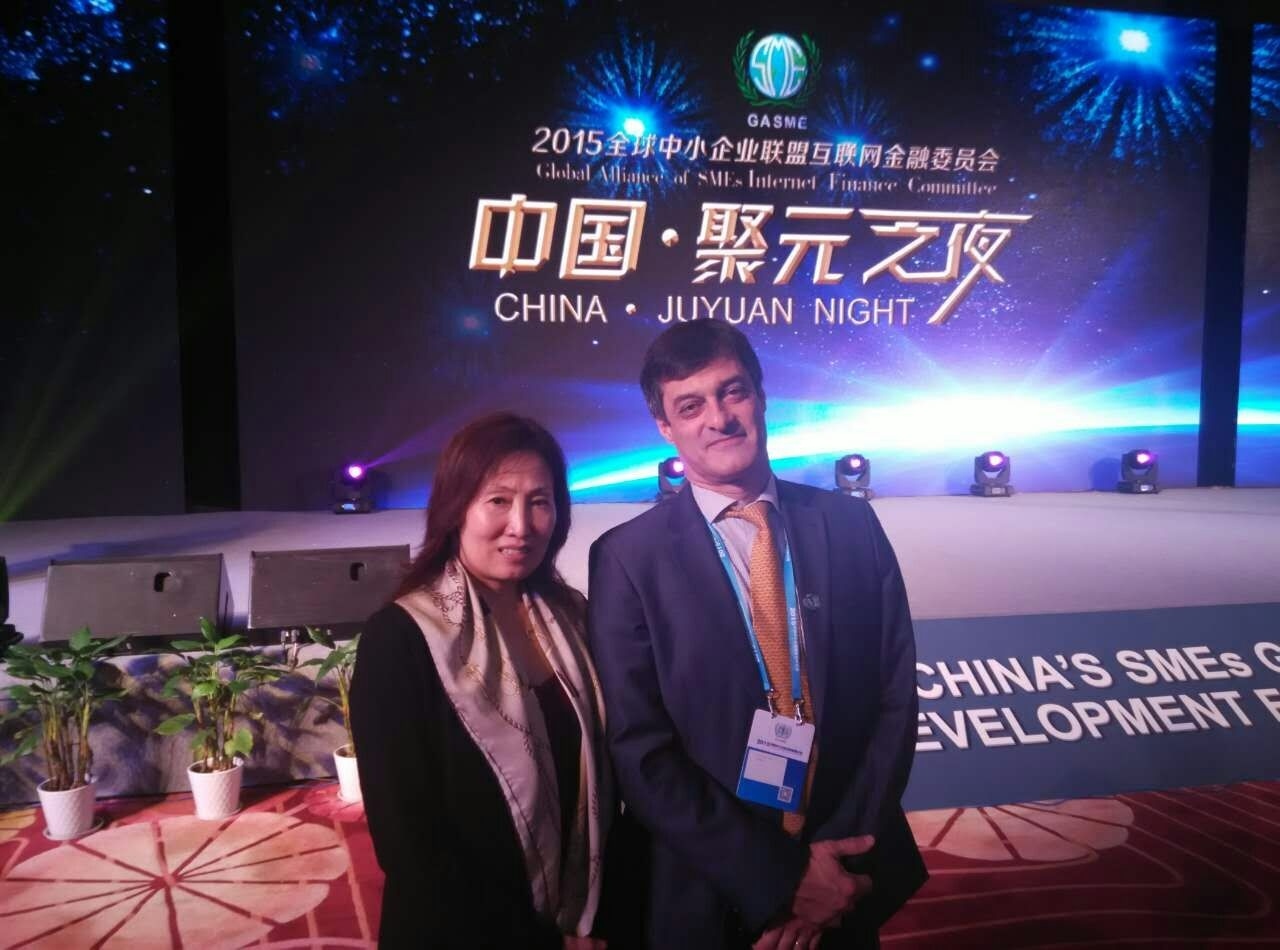 SME
GASME
2015全球中小企业联盟互联网金融委员会
Global Alliance of SMEs Internet Finance Committee
中国·聚元之夜
CHINA · JUYUAN NIGHT
CHINA'S SMEs G
EVELOPMENT